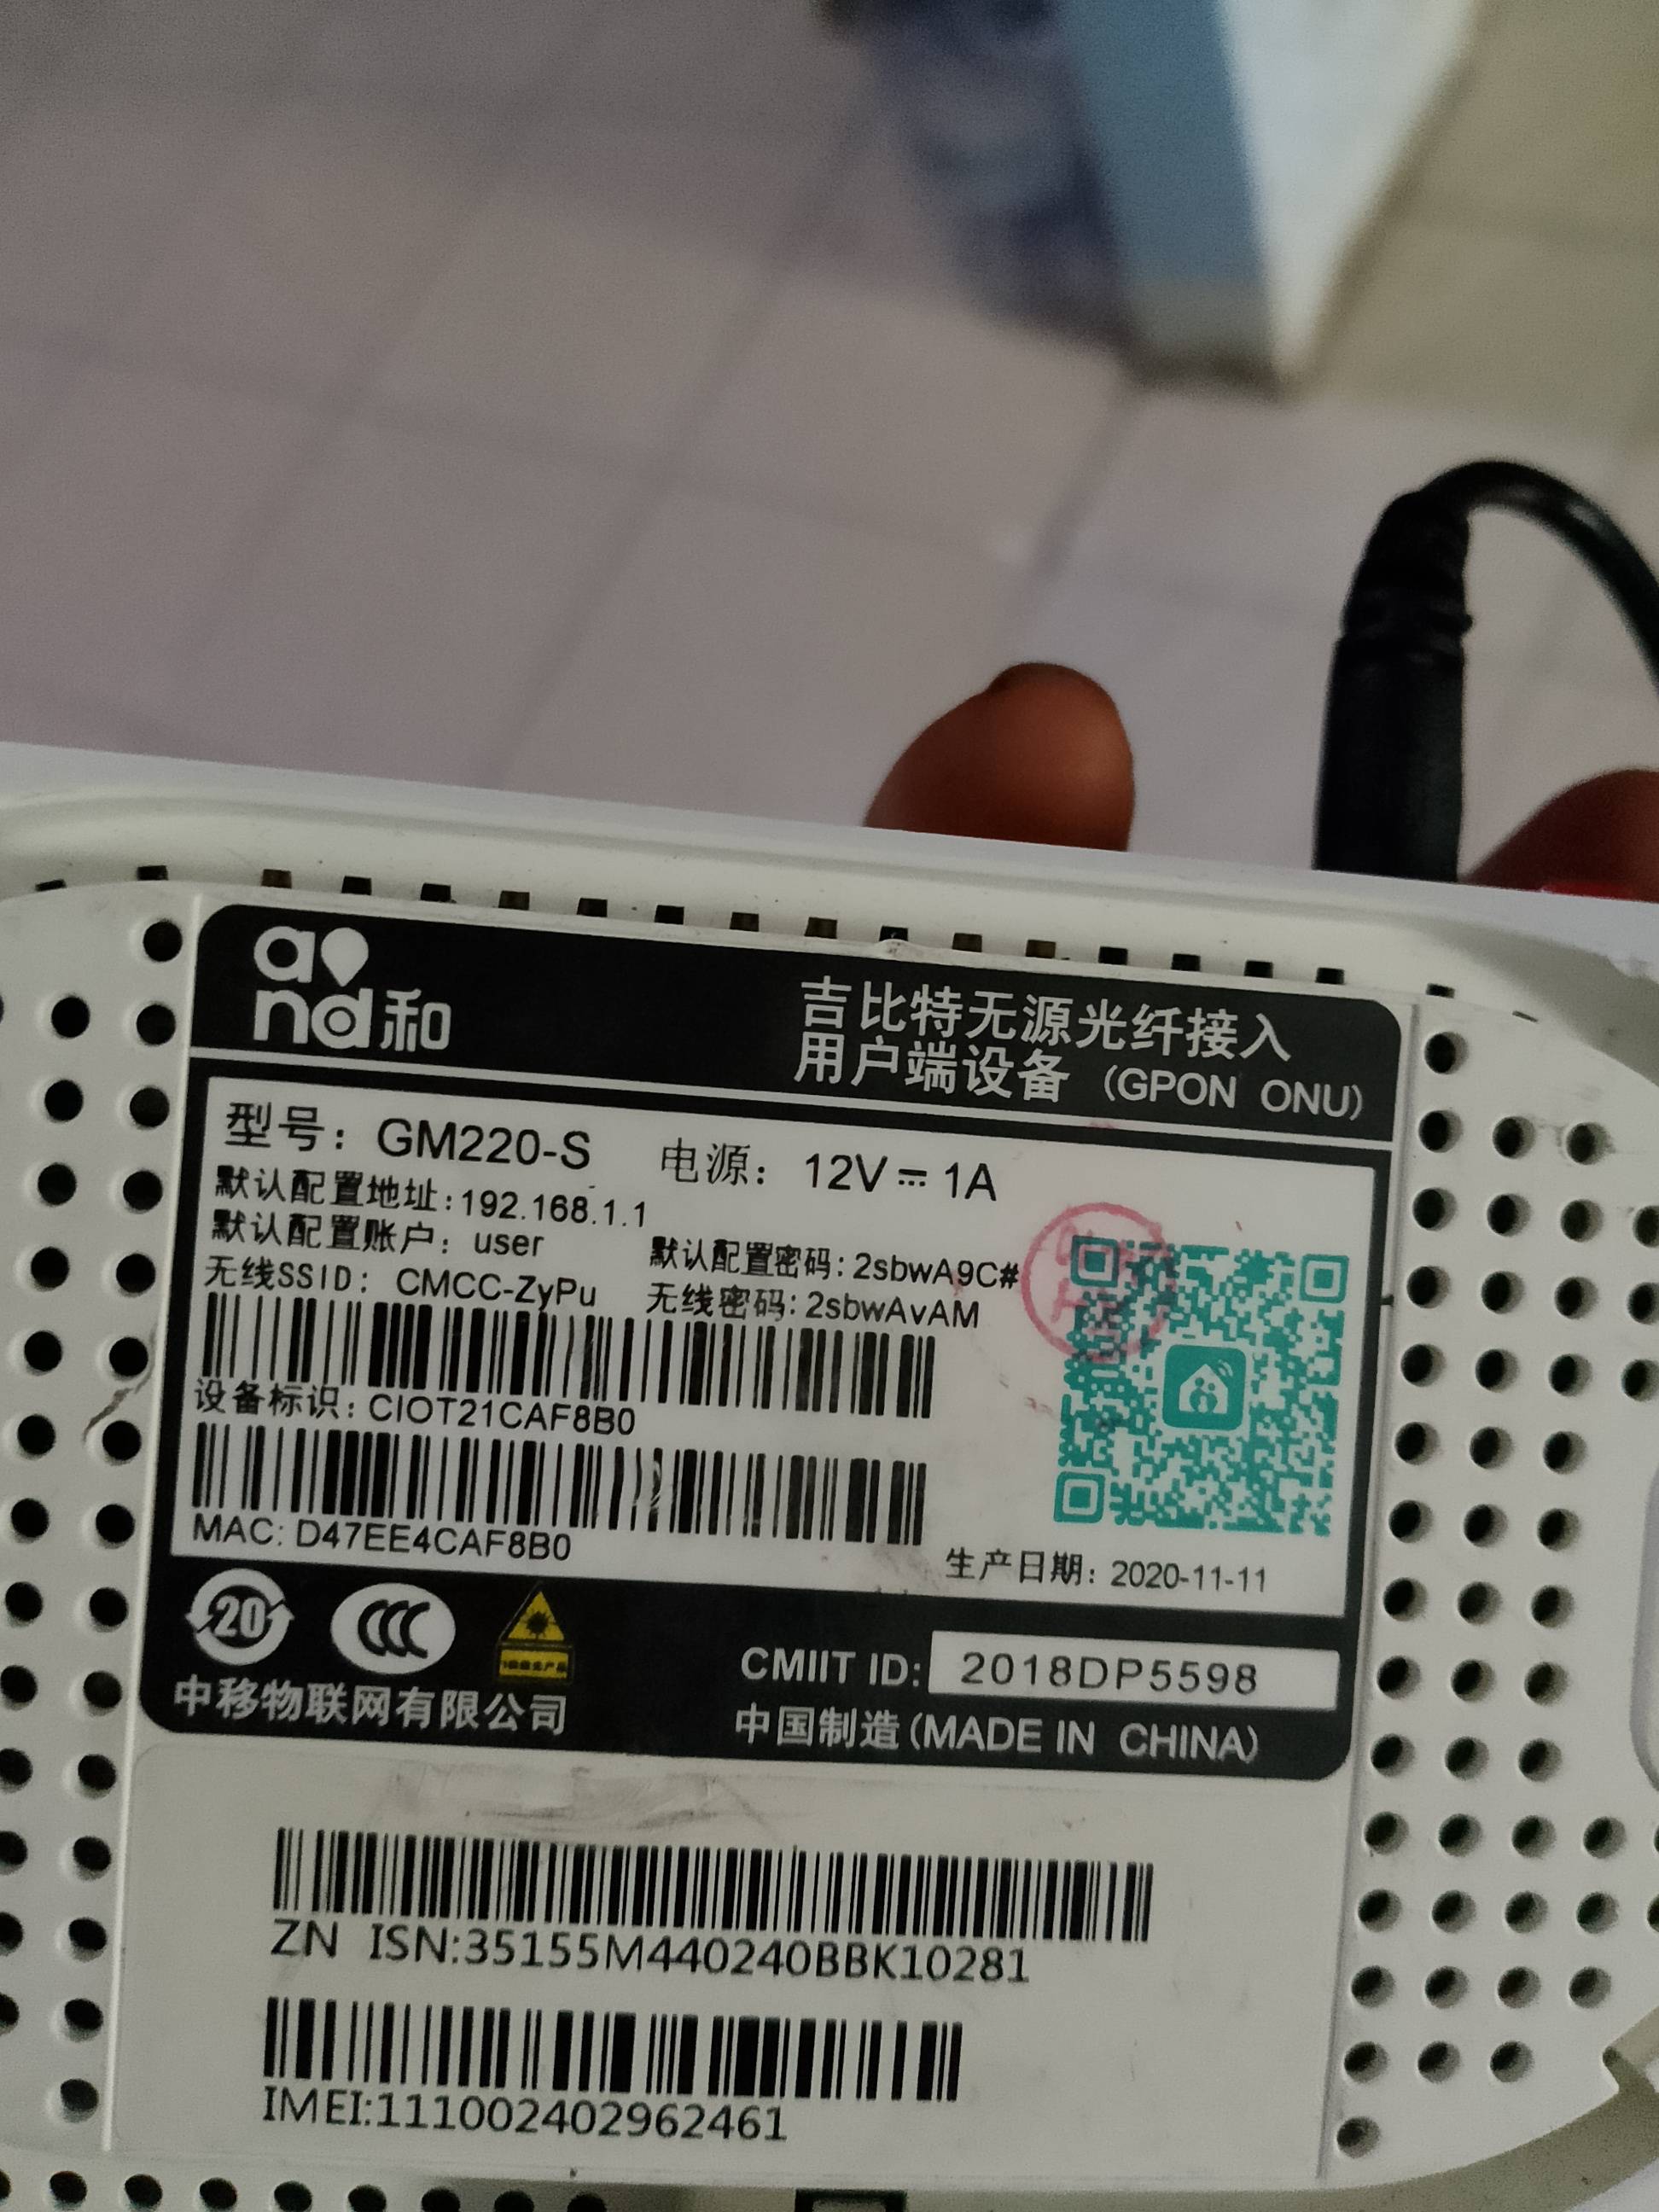 and和
吉比特无源光纤接入
用户端设备 (GPON ONU)
型号: GM220-S 电源: 12V⎓1A
默认配置地址:192.168.1.1
默认配置账户: user 默认配置密码:2sbwA9C#
无线SSID: CMCC-ZyPu 无线密码:2sbwAvAM
设备标识: CIOT21CAF8B0
MAC: D47EE4CAF8B0
生产日期: 2020-11-11
20
CCC
CMIIT ID: 2018DP5598
中移物联网有限公司
中国制造(MADE IN CHINA)
ZN ISN:35155M440240BBK10281
IMEI:111002402962461